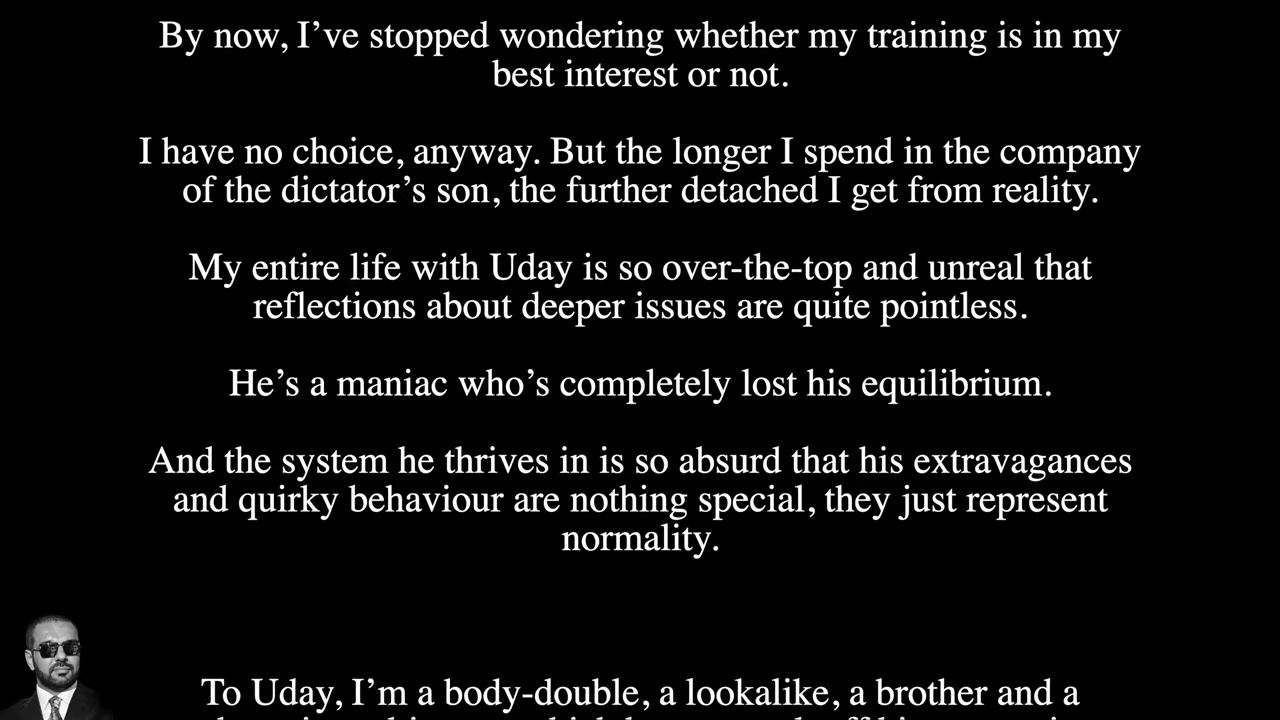 By now, I’ve stopped wondering whether my training is in my
best interest or not.
I have no choice, anyway. But the longer I spend in the company
of the dictator’s son, the further detached I get from reality.
My entire life with Uday is so over-the-top and unreal that
reflections about deeper issues are quite pointless.
He’s a maniac who’s completely lost his equilibrium.
And the system he thrives in is so absurd that his extravagances
and quirky behaviour are nothing special, they just represent
normality.
To Uday, I’m a body-double, a lookalike, a brother and a